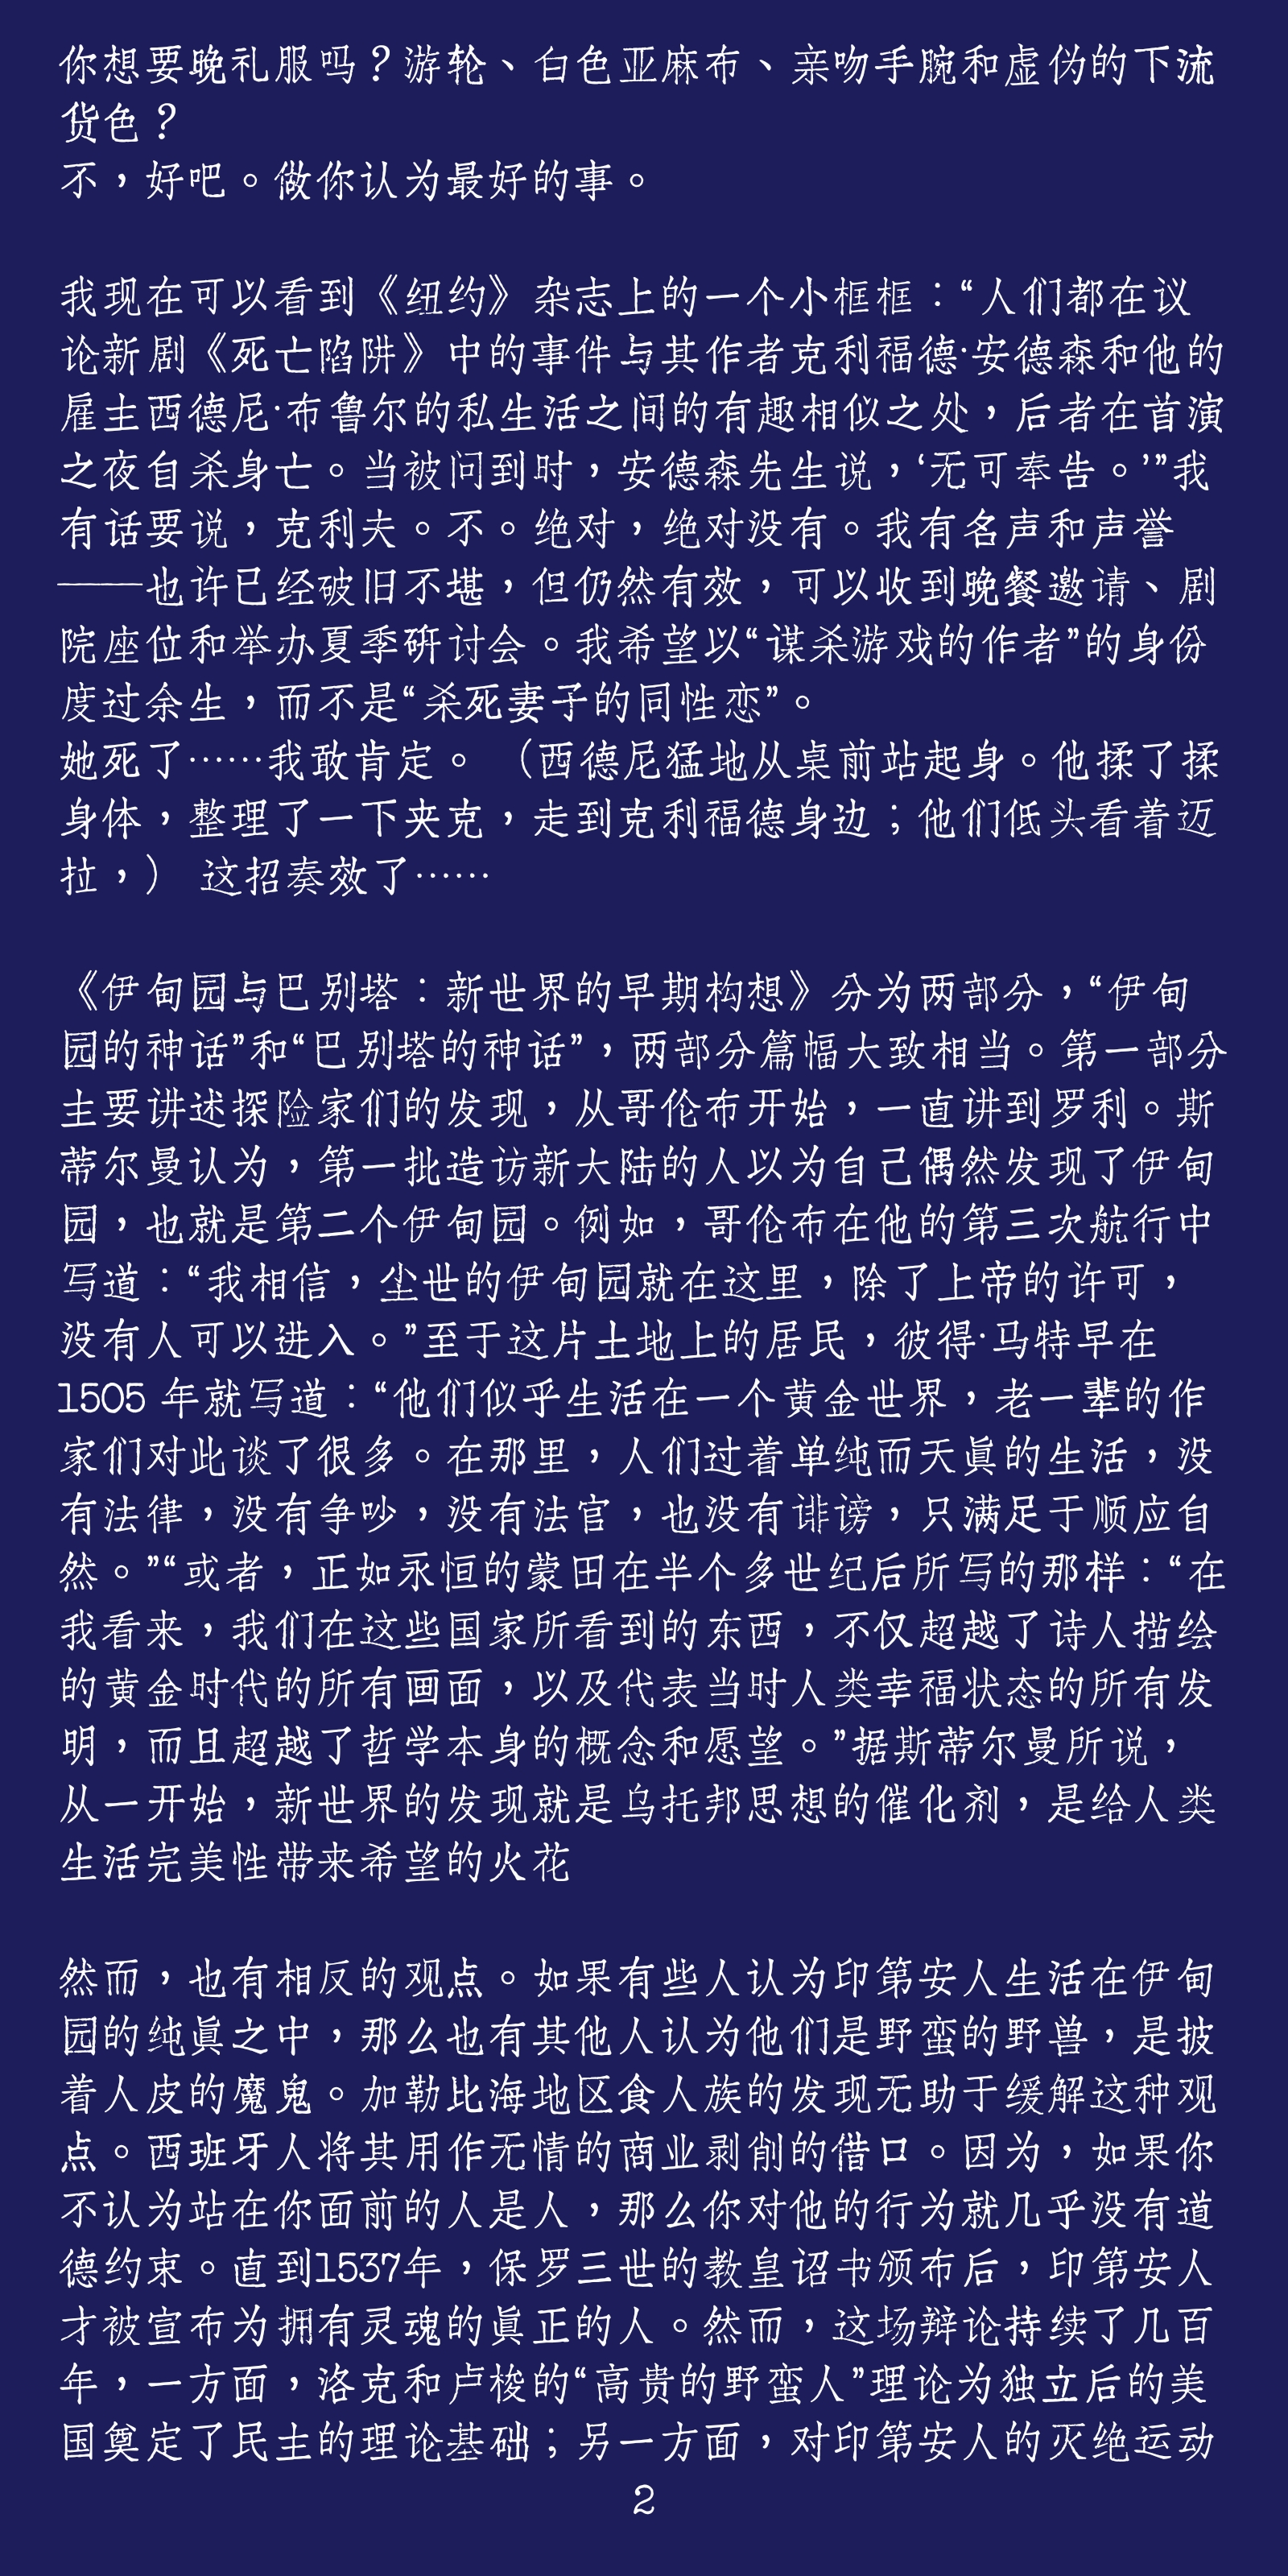 你想要晚礼服吗？游轮、白色亚麻布、亲吻手腕和虚伪的下流
货色？
不，好吧。做你认为最好的事。
我现在可以看到《纽约》杂志上的一个小框框：“人们都在议
论新剧《死亡陷阱》中的事件与其作者克利福德·安德森和他的
雇主西德尼·布鲁尔的私生活之间的有趣相似之处，后者在首演
之夜自杀身亡。当被问到时，安德森先生说，‘无可奉告。’”我
有话要说，克利夫。不。绝对，绝对没有。我有名声和声誉
——也许已经破旧不堪，但仍然有效，可以收到晚餐邀请、剧
院座位和举办夏季研讨会。我希望以“谋杀游戏的作者”的身份
度过余生，而不是“杀死妻子的同性恋”。
她死了……我敢肯定。 （西德尼猛地从桌前站起身。他揉了揉
身体，整理了一下夹克，走到克利福德身边；他们低头看着迈
拉，） 这招奏效了……
《伊甸园与巴别塔：新世界的早期构想》分为两部分，“伊甸
园的神话”和“巴别塔的神话”，两部分篇幅大致相当。第一部分
主要讲述探险家们的发现，从哥伦布开始，一直讲到罗利。斯
蒂尔曼认为，第一批造访新大陆的人以为自己偶然发现了伊甸
园，也就是第二个伊甸园。例如，哥伦布在他的第三次航行中
写道：“我相信，尘世的伊甸园就在这里，除了上帝的许可，
没有人可以进入。”至于这片土地上的居民，彼得·马特早在
1505 年就写道：“他们似乎生活在一个黄金世界，老一辈的作
家们对此谈了很多。在那里，人们过着单纯而天真的生活，没
有法律，没有争吵，没有法官，也没有诽谤，只满足于顺应自
然。”“或者，正如永恒的蒙田在半个多世纪后所写的那样：“在
我看来，我们在这些国家所看到的东西，不仅超越了诗人描绘
的黄金时代的所有画面，以及代表当时人类幸福状态的所有发
明，而且超越了哲学本身的概念和愿望。”据斯蒂尔曼所说，
从一开始，新世界的发现就是乌托邦思想的催化剂，是给人类
生活完美性带来希望的火花
然而，也有相反的观点。如果有些人认为印第安人生活在伊甸
园的纯真之中，那么也有其他人认为他们是野蛮的野兽，是披
着人皮的魔鬼。加勒比海地区食人族的发现无助于缓解这种观
点。西班牙人将其用作无情的商业剥削的借口。因为，如果你
不认为站在你面前的人是人，那么你对他的行为就几乎没有道
德约束。直到1537年，保罗三世的教皇诏书颁布后，印第安人
才被宣布为拥有灵魂的真正的人。然而，这场辩论持续了几百
年，一方面，洛克和卢梭的“高贵的野蛮人”理论为独立后的美
国奠定了民主的理论基础；另一方面，对印第安人的灭绝运动
2